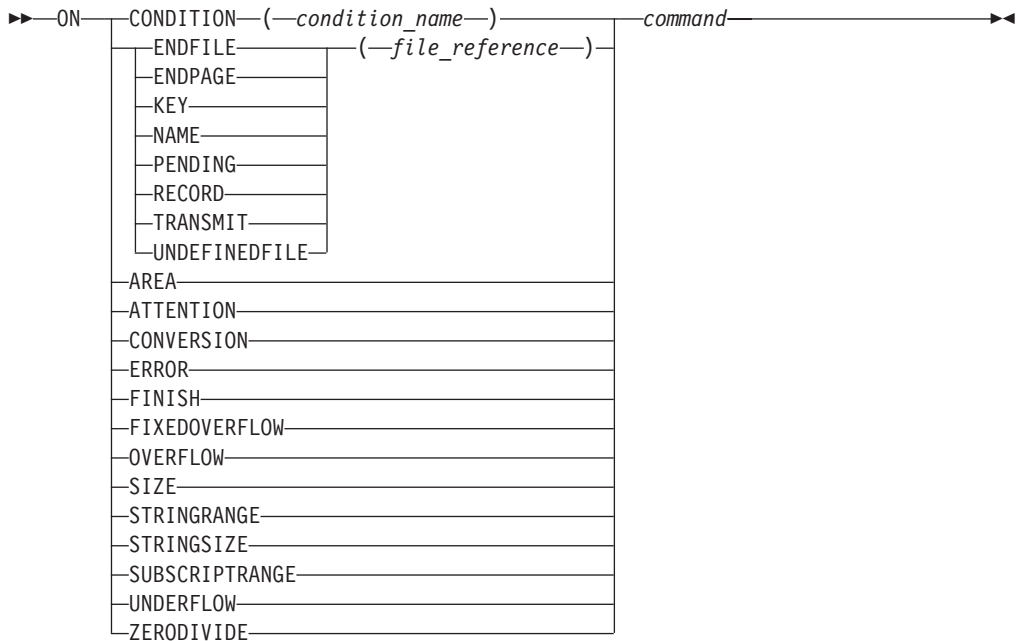 ON CONDITION ( condition_name ) command
ENDFILE ( file_reference )
ENDPAGE
KEY
NAME
PENDING
RECORD
TRANSMIT
UNDEFINEDFILE
AREA
ATTENTION
CONVERSION
ERROR
FINISH
FIXEDOVERFLOW
OVERFLOW
SIZE
STRINGRANGE
STRINGSIZE
SUBSCRIPTRANGE
UNDERFLOW
ZERODIVIDE